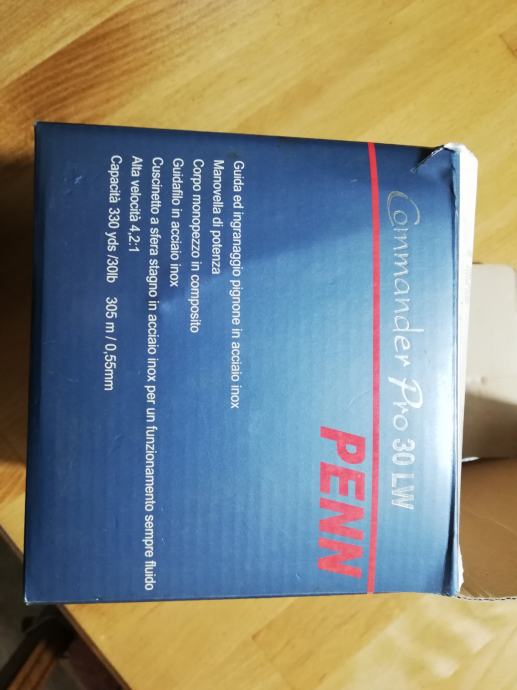 Commander Pro 30 LW
PENN
Guida ed ingranaggio pignone in acciaio inox
Manovella di potenza
Corpo monopezzo in composito
Guidafilo in acciaio inox
Cuscinetto a sfera stagno in acciaio inox per un funzionamento sempre fluido
Alta velocità 4,2:1
Capacità 330 yds /30lb 305 m / 0,55mm